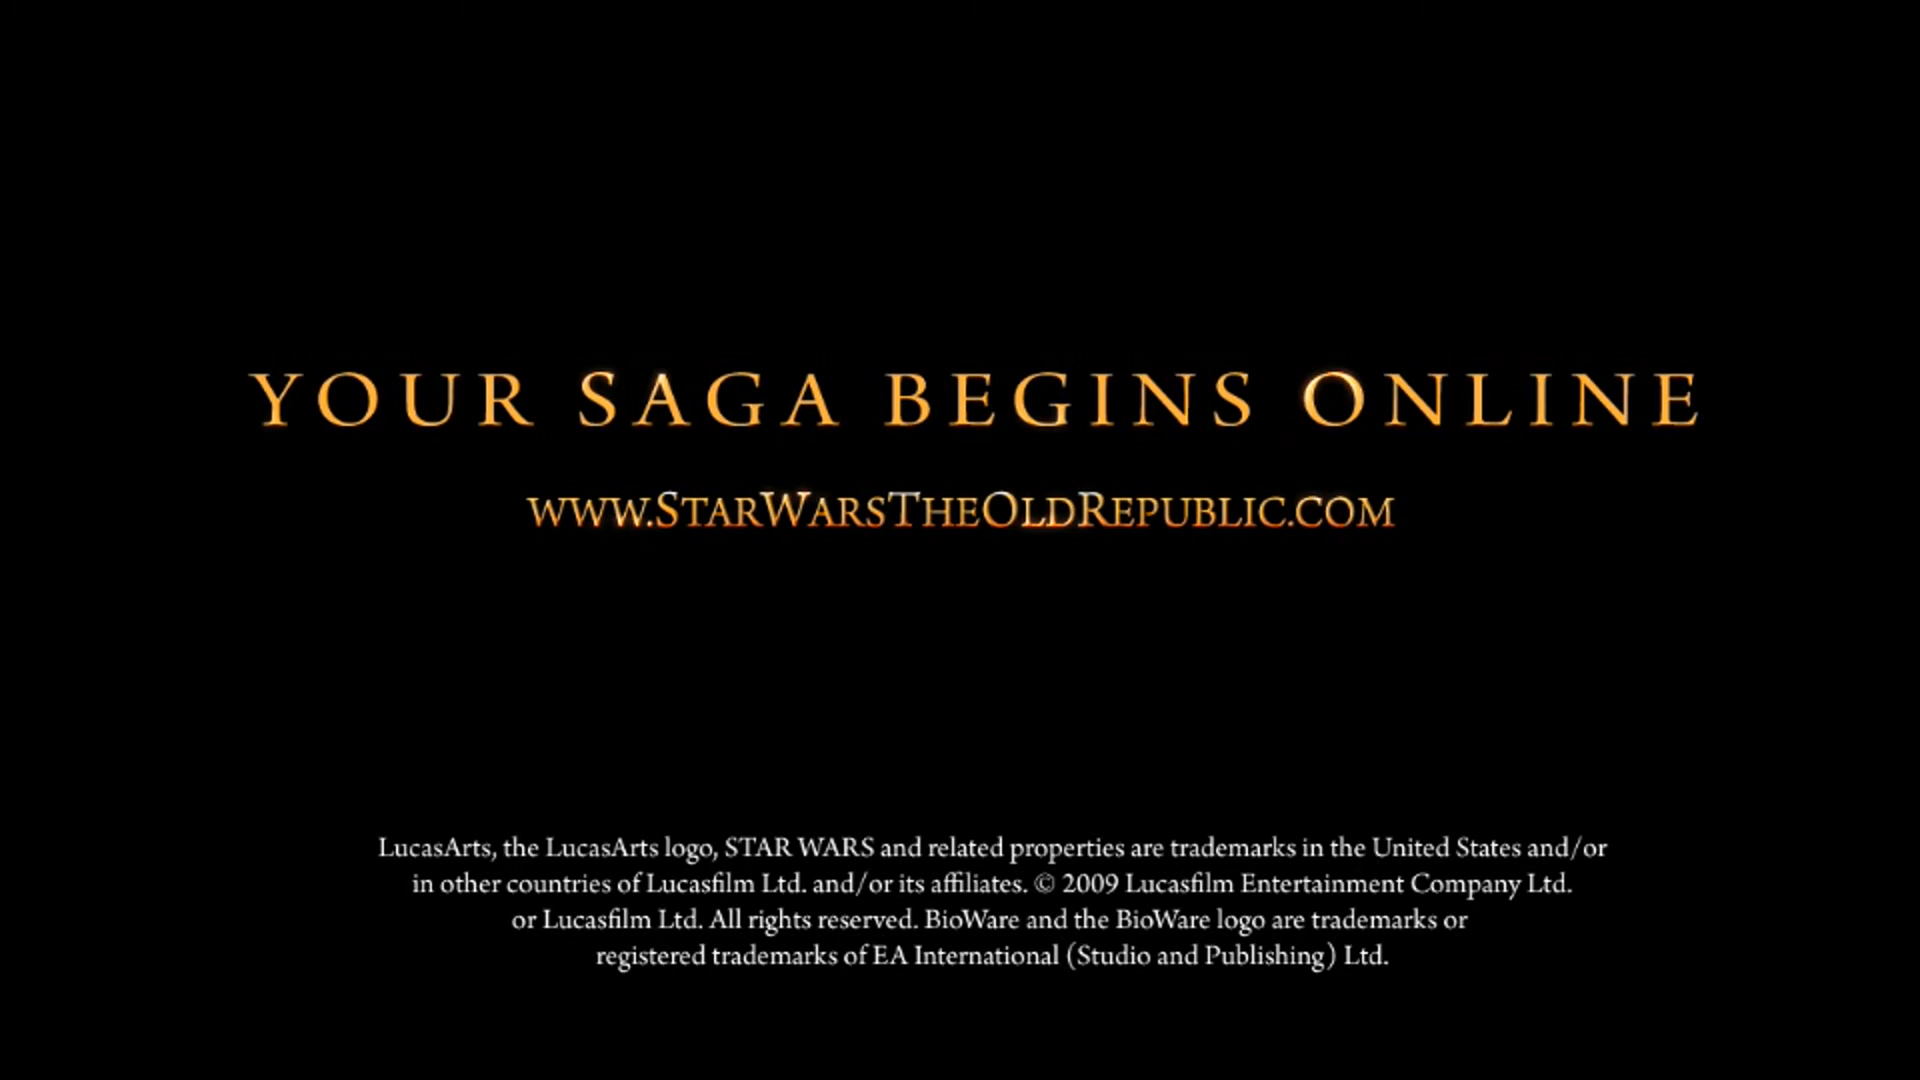 YOUR SAGA BEGINS ONLINE
WWW.STARWARSTHEOLDREPUBLIC.COM
LucasArts, the LucasArts logo, STAR WARS and related properties are trademarks in the United States and/or
in other countries of Lucasfilm Ltd. and/or its affiliates. © 2009 Lucasfilm Entertainment Company Ltd.
or Lucasfilm Ltd. All rights reserved. BioWare and the BioWare logo are trademarks or
registered trademarks of EA International (Studio and Publishing) Ltd.